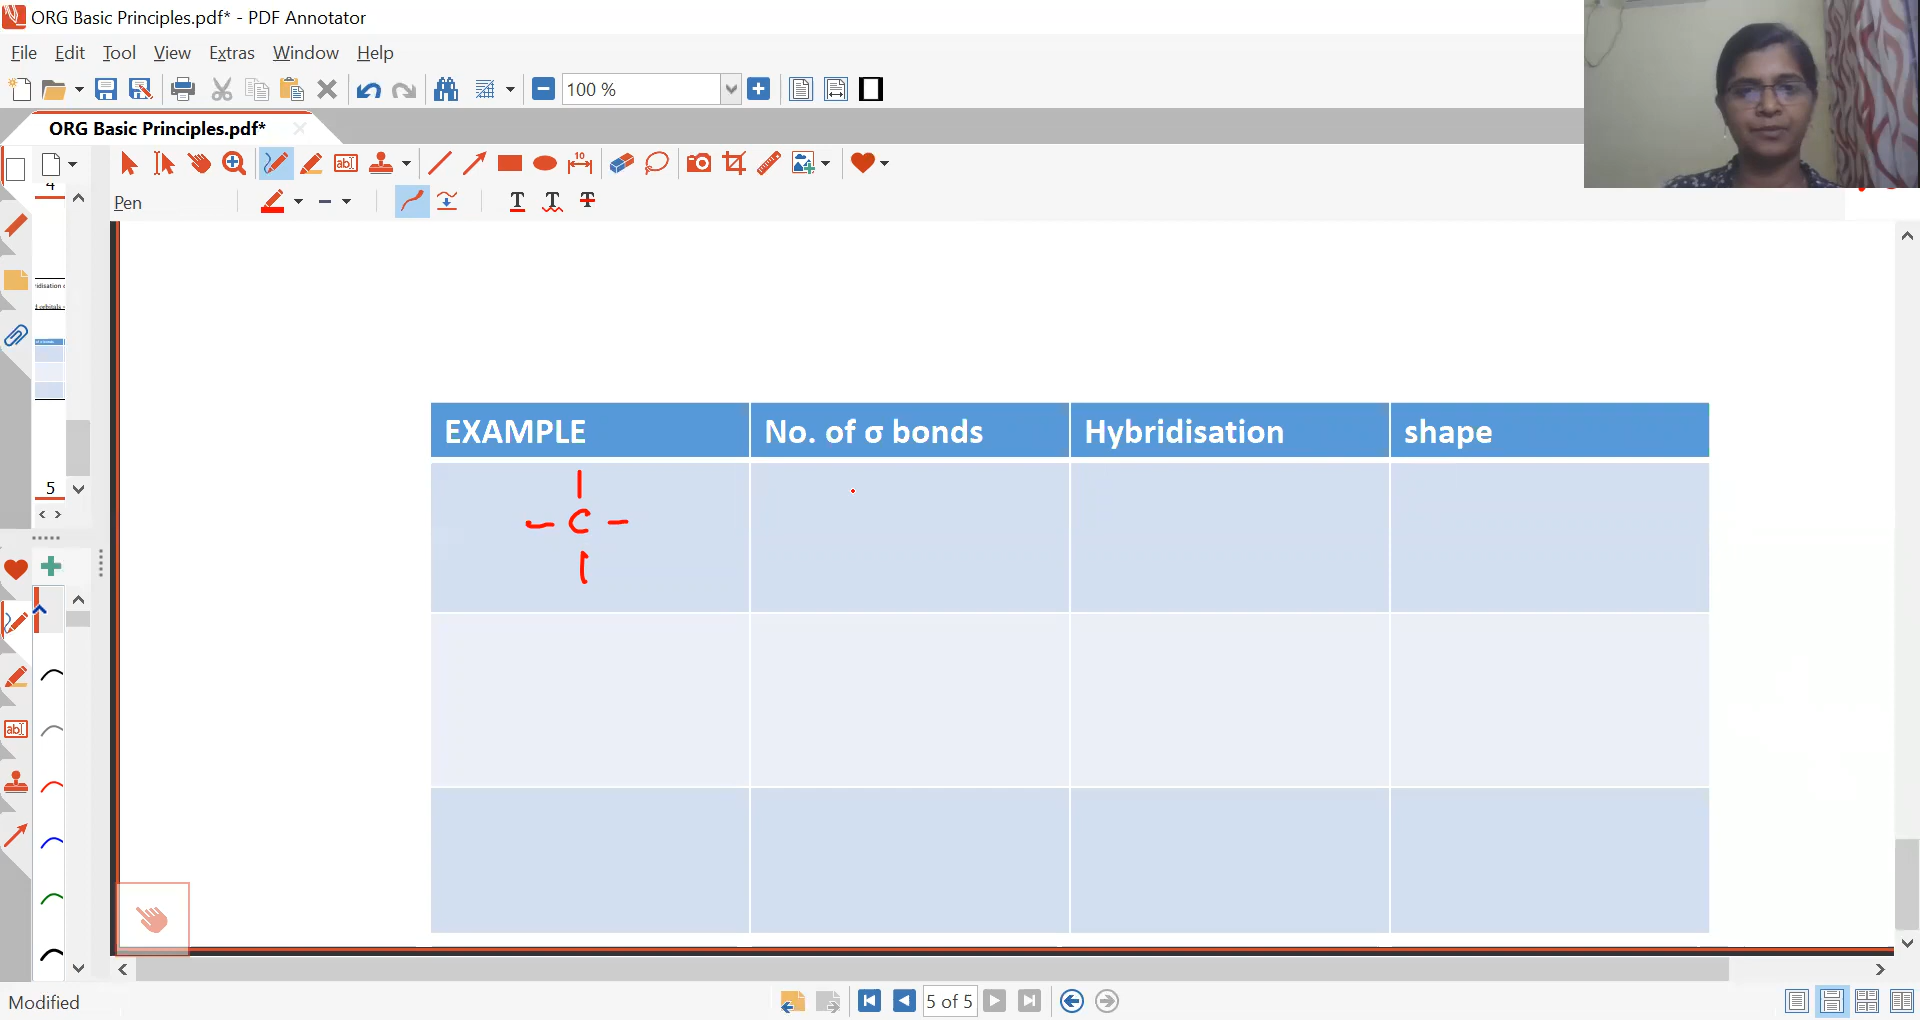 ORG Basic Principles.pdf* - PDF Annotator
File Edit Tool View Extras Window Help
100 %
ORG Basic Principles.pdf*
Pen
4
5
EXAMPLE No. of σ bonds Hybridisation shape
C
Modified
5 of 5